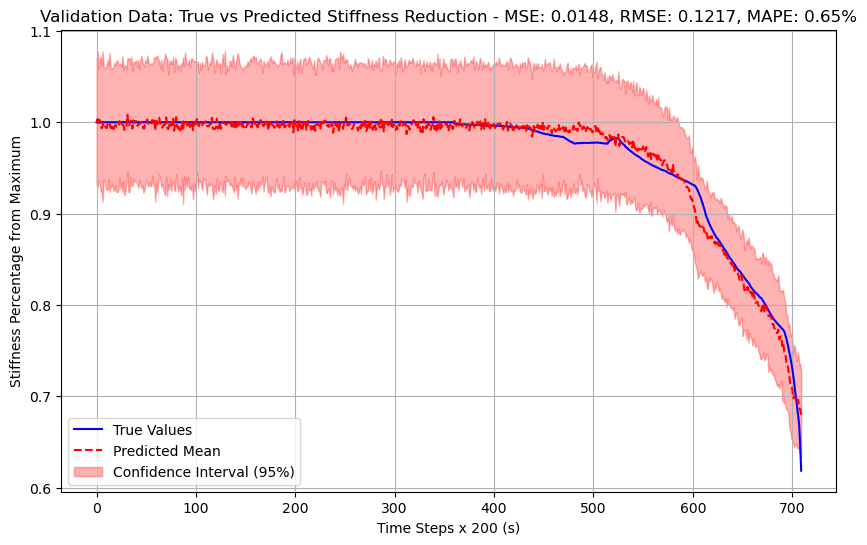 Validation Data: True vs Predicted Stiffness Reduction - MSE: 0.0148, RMSE: 0.1217, MAPE: 0.65%
1.1
1.0
0.9
0.8
0.7
0.6
Stiffness Percentage from Maximum
True Values
Predicted Mean
Confidence Interval (95%)
0 100 200 300 400 500 600 700
Time Steps x 200 (s)